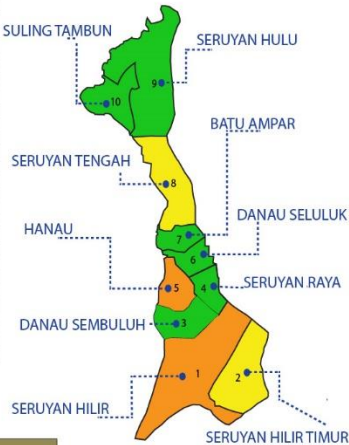 SULING TAMBUN
SERUYAN HULU
9
10
BATU AMPAR
SERUYAN TENGAH
8
DANAU SELULUK
HANAU
7
6
SERUYAN RAYA
5
4
DANAU SEMBULUH
3
1
2
SERUYAN HILIR
SERUYAN HILIR TIMUR